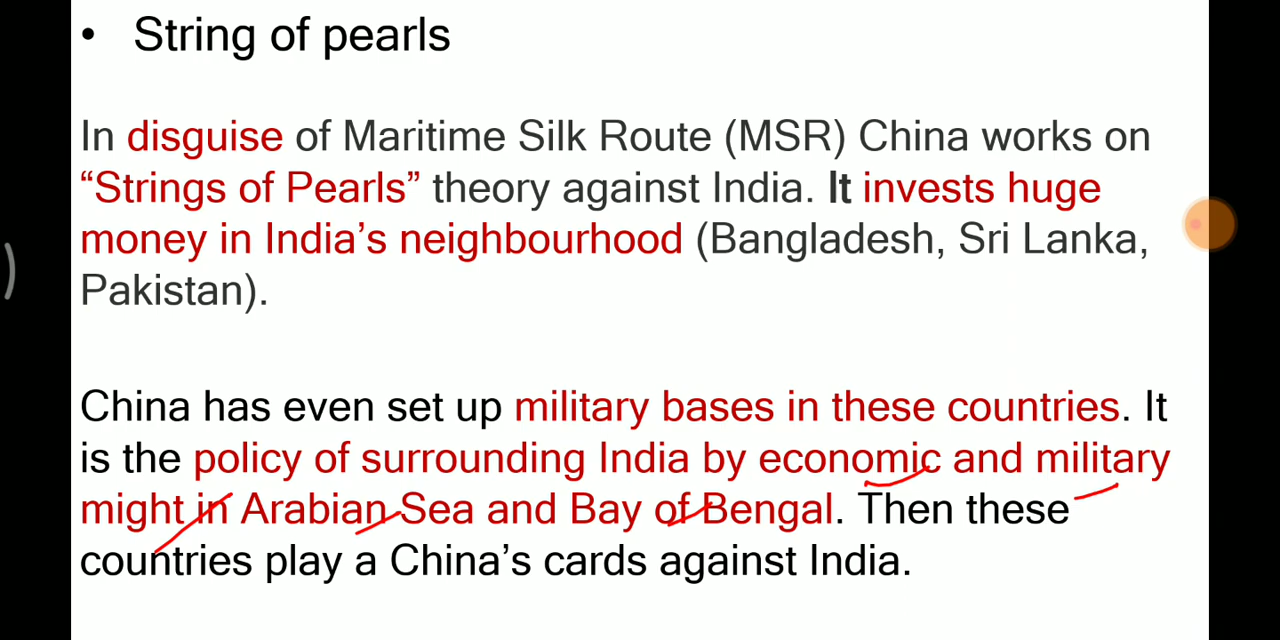 • String of pearls
In disguise of Maritime Silk Route (MSR) China works on
“Strings of Pearls” theory against India. It invests huge
money in India’s neighbourhood (Bangladesh, Sri Lanka,
Pakistan).
China has even set up military bases in these countries. It
is the policy of surrounding India by economic and military
might in Arabian Sea and Bay of Bengal. Then these
countries play a China’s cards against India.